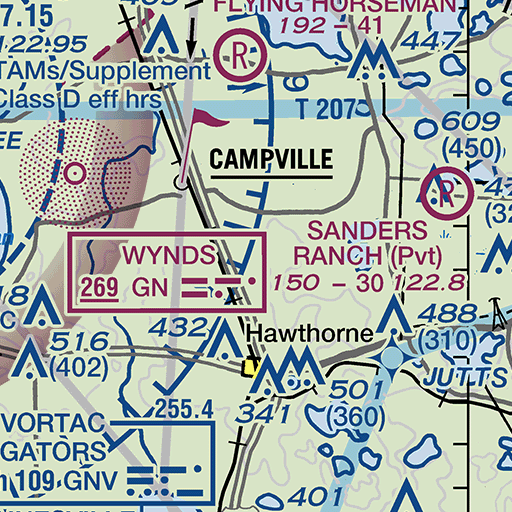 FLYING HORSEMAN
7.15
192 - 41
122.95
447
TAMs/Supplement
Class D eff hrs
T 207
609
(450)
EE
CAMPVILLE
R
R
SANDERS
RANCH (Pvt)
150 - 30 122.8
WYNDS
269 GN
488
(310)
432
Hawthorne
516
(402)
C
JUTTS
501
(360)
341
255.4
VORTAC
GATORS
109 GNV
401